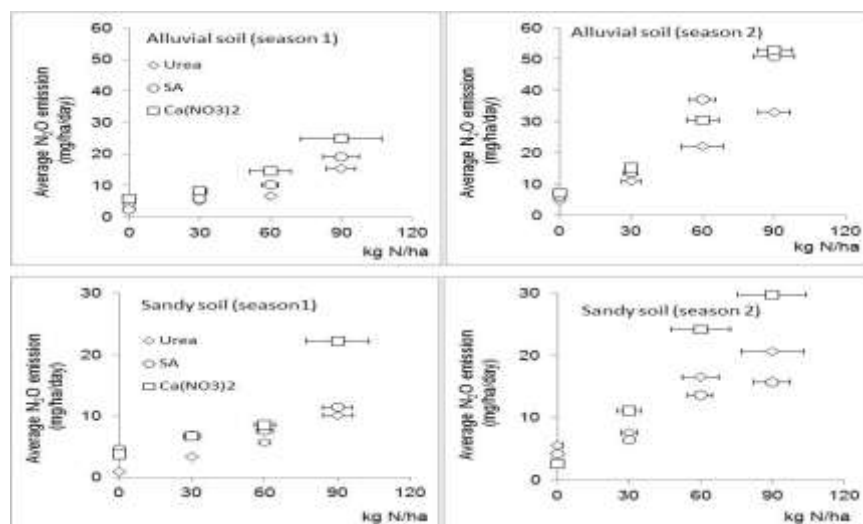 Alluvial soil (season 1)
Urea
SA
Ca(NO3)2
Average N2O emission
(mg/ha/day)
60
50
40
30
20
10
0
0 30 60 90 120
kg N/ha
Alluvial soil (season 2)
Average N2O emission
(mg/ha/day)
60
50
40
30
20
10
0
0 30 60 90 120
kg N/ha
Sandy soil (season1)
Urea
SA
Ca(NO3)2
Average N2O emission
(mg/ha/day)
30
20
10
0
0 30 60 90 120
kg N/ha
Sandy soil (season 2)
Average N2O emission
(mg/ha/day)
30
20
10
0
0 30 60 90 120
kg N/ha